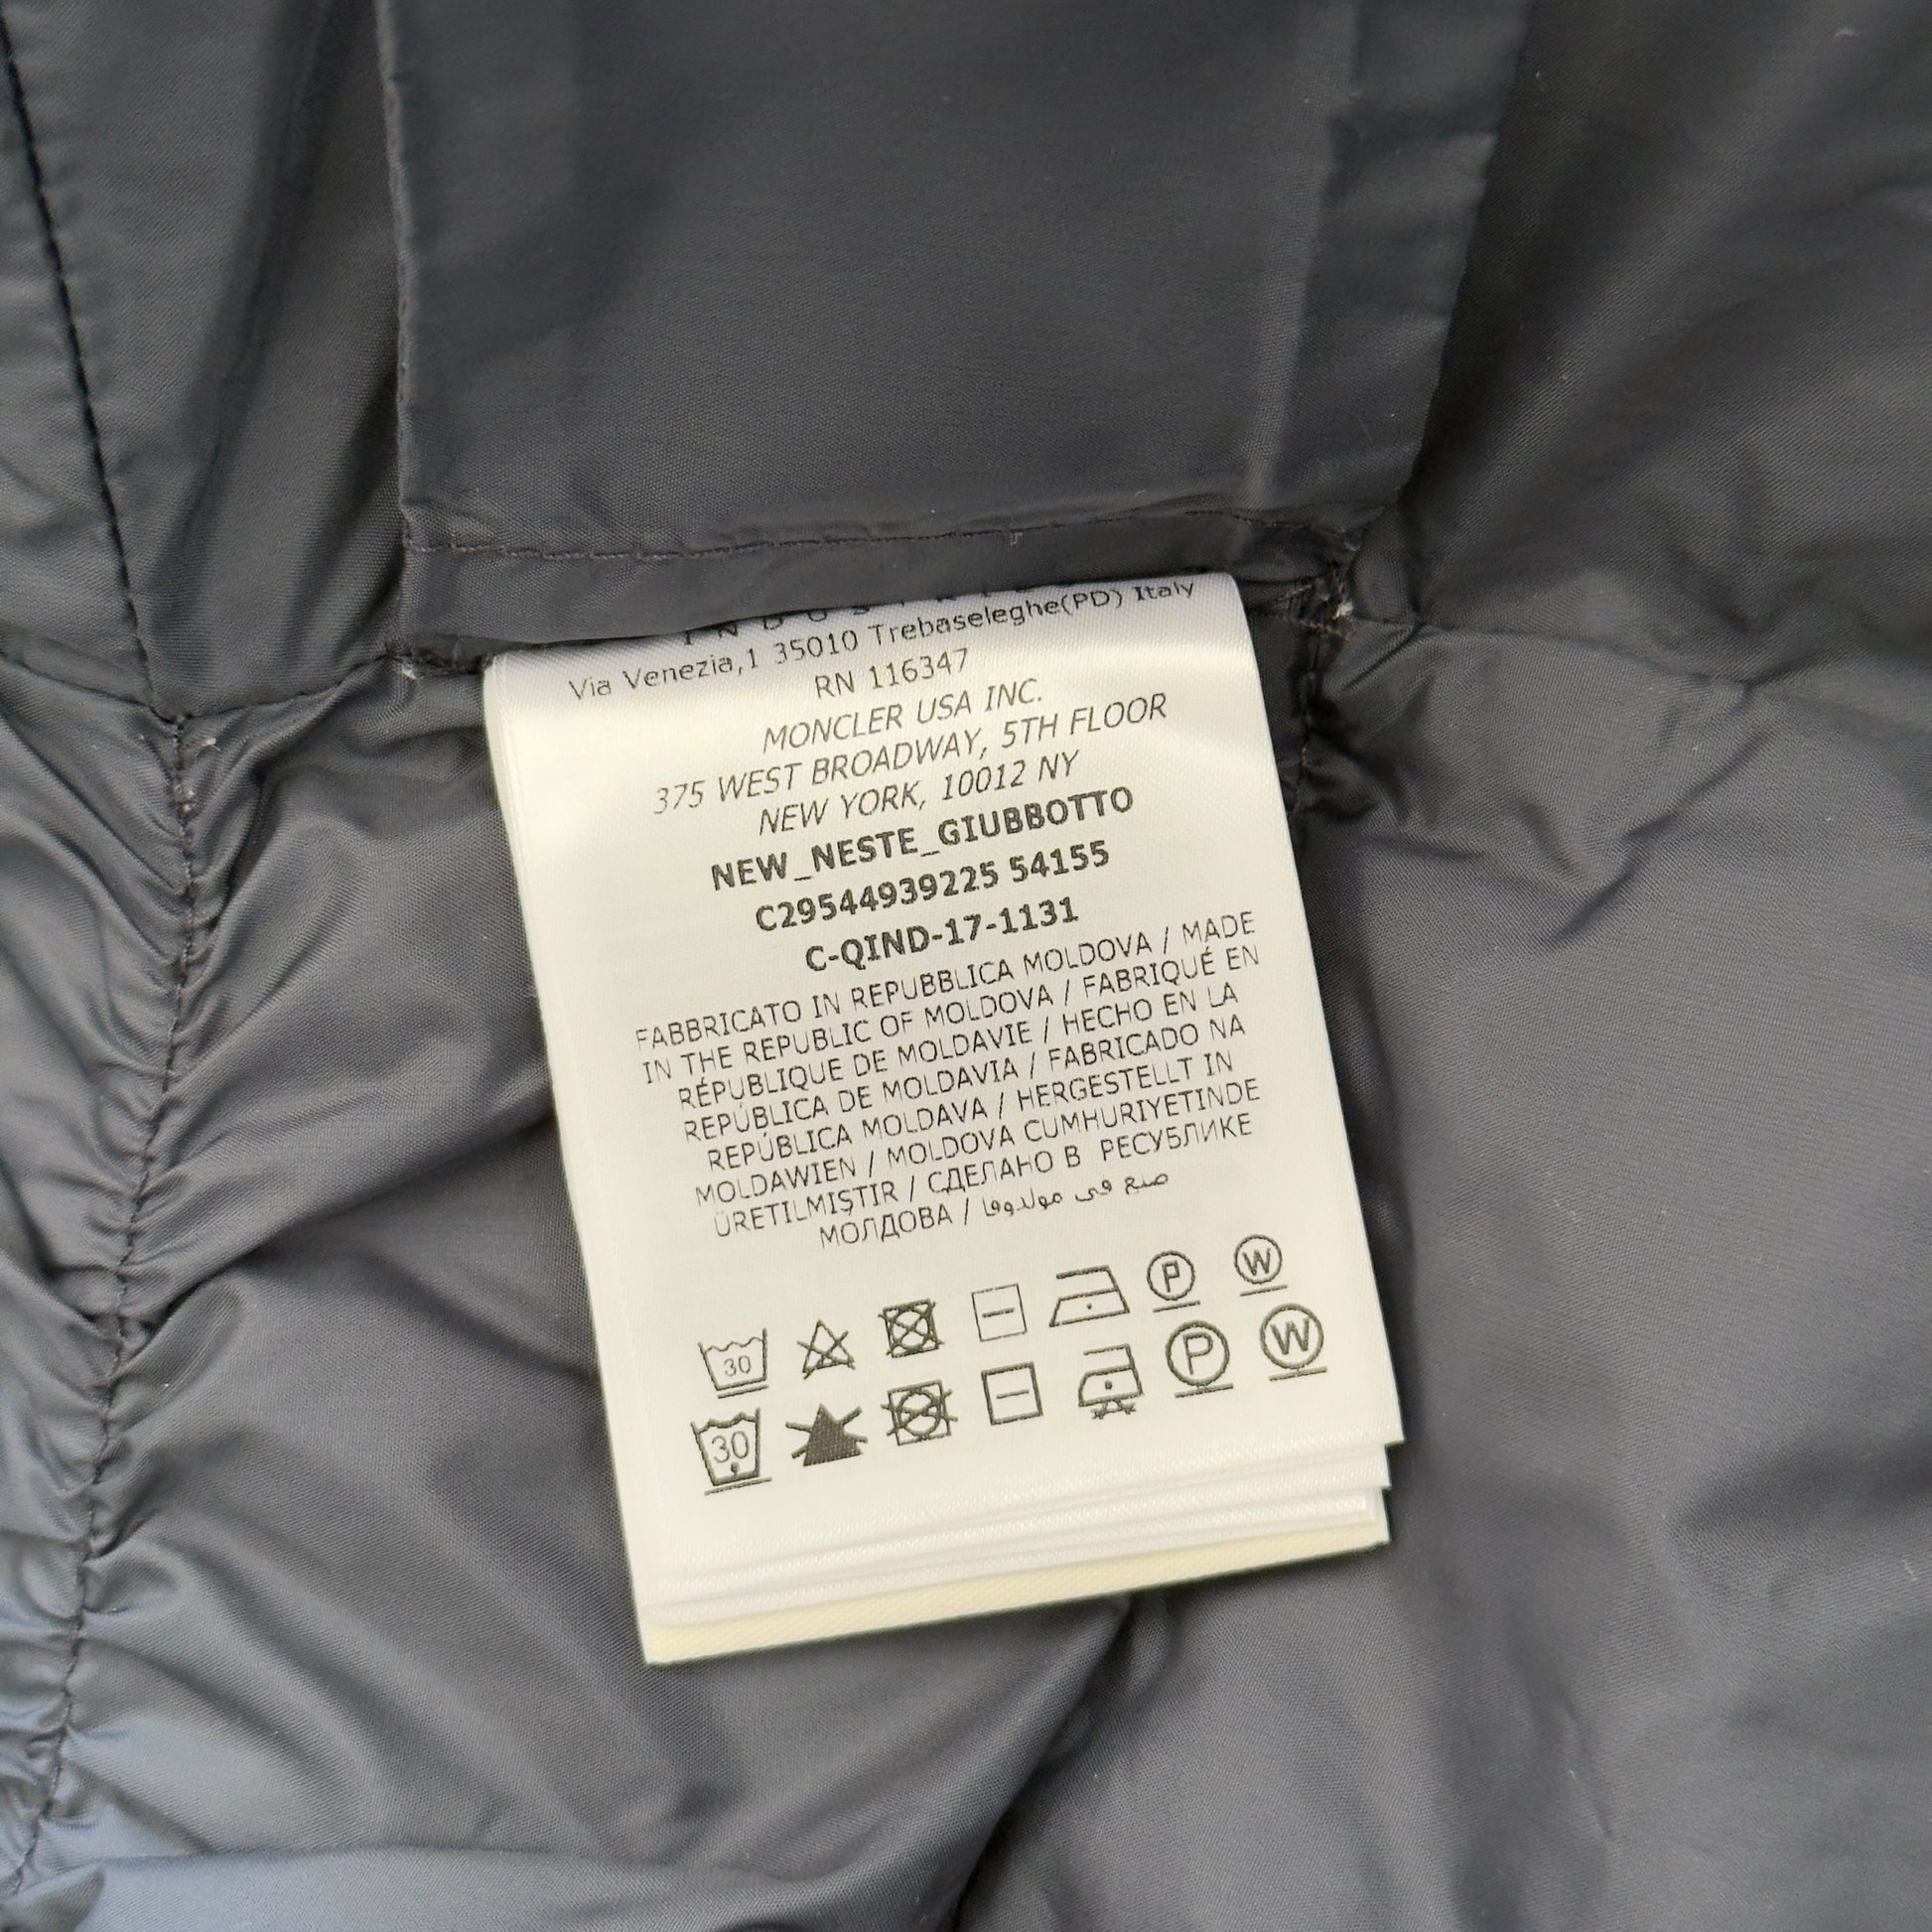 INDUSTRIES
Via Venezia,1 35010 Trebaseleghe(PD) Italy
RN 116347
MONCLER USA INC.
375 WEST BROADWAY, 5TH FLOOR
NEW YORK, 10012 NY
NEW_NESTE_GIUBBOTTO
C29544939225 54155
C-QIND-17-1131
FABBRICATO IN REPUBBLICA MOLDOVA / MADE
IN THE REPUBLIC OF MOLDOVA / FABRIQUÉ EN
RÉPUBLIQUE DE MOLDAVIE / HECHO EN LA
REPÚBLICA DE MOLDAVIA / FABRICADO NA
REPÚBLICA MOLDAVA / HERGESTELLT IN
MOLDAWIEN / MOLDOVA CUMHURIYETINDE
ÜRETILMIŞTIR / СДЕЛАНО В РЕСУБЛИКЕ
МОЛДОВА / صنع في مولدوفا
30 P W
30 P W